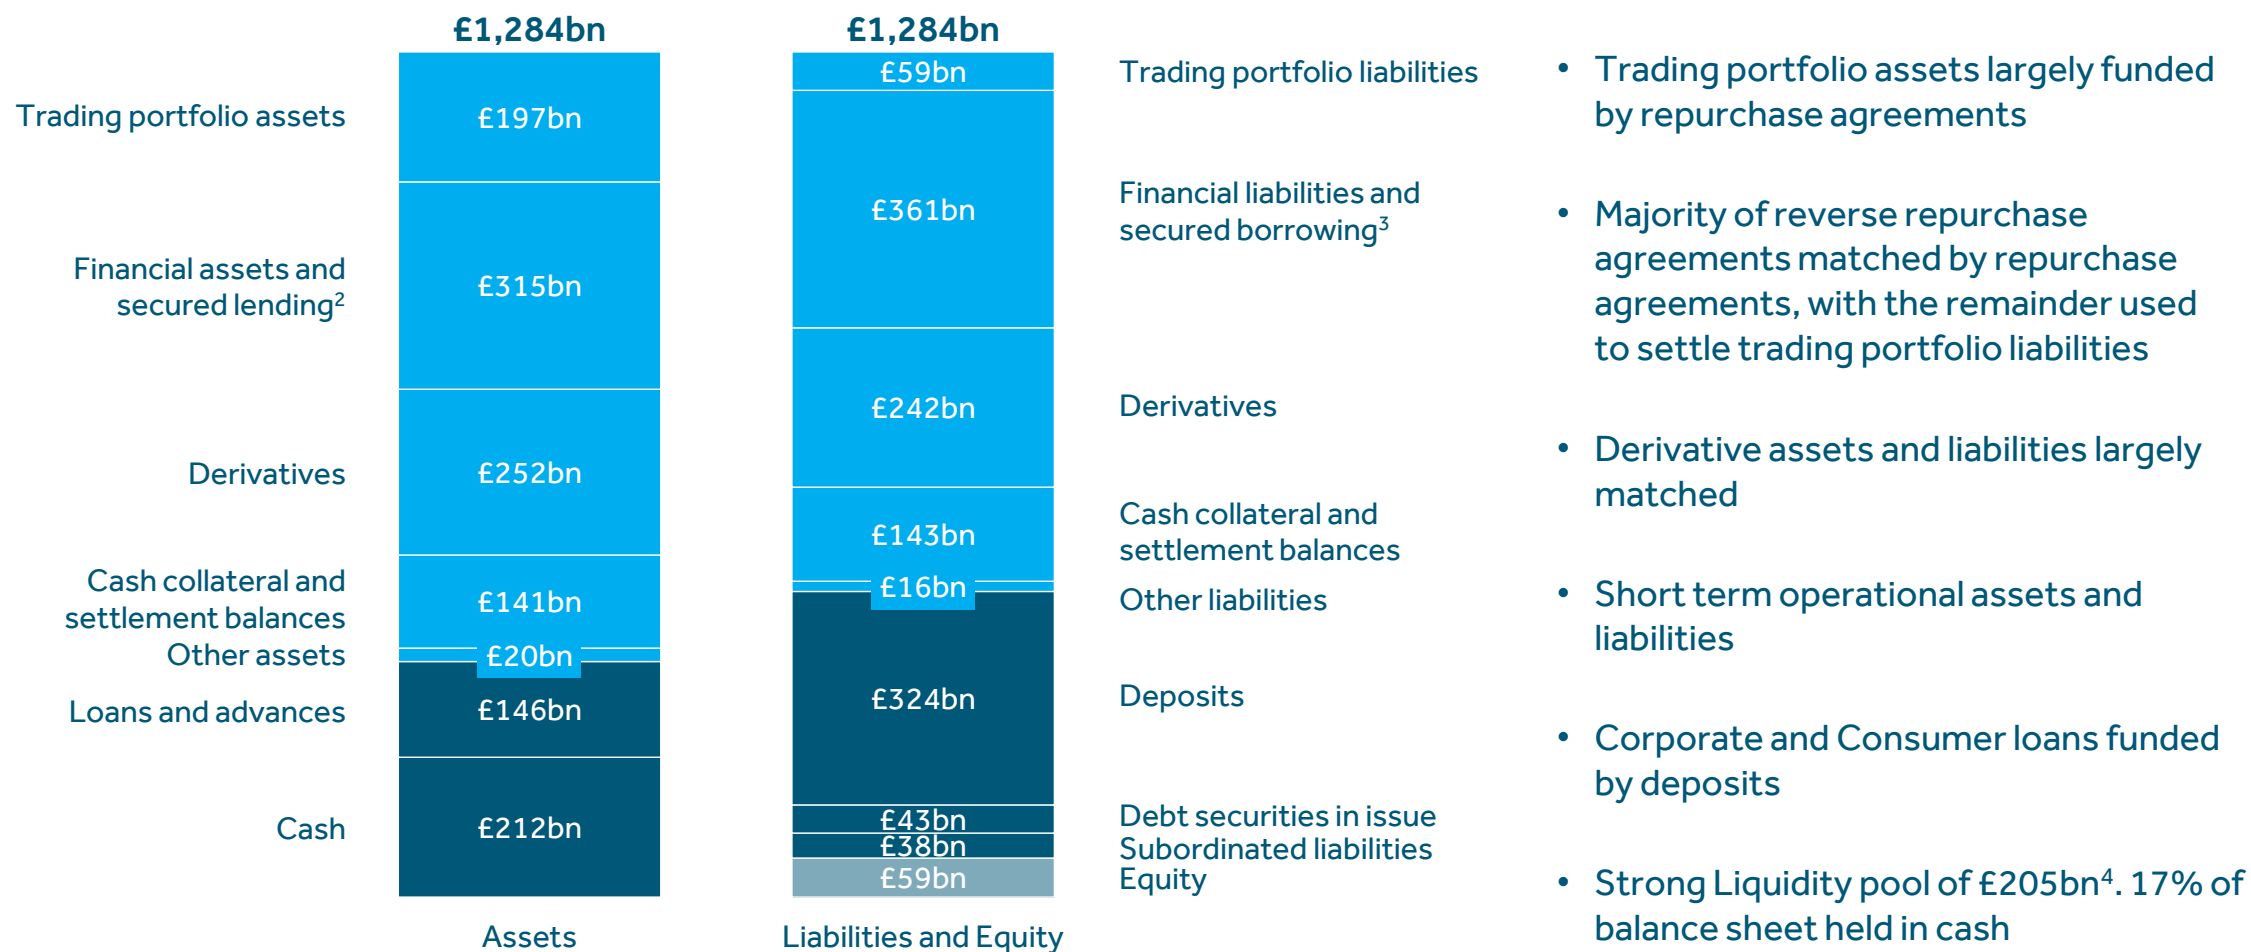 £1,284bn
Trading portfolio assets
£197bn
Financial assets and
secured lending²
£315bn
Derivatives
£252bn
Cash collateral and
settlement balances
£141bn
Other assets
£20bn
Loans and advances
£146bn
Cash
£212bn
Assets
£1,284bn
£59bn
Trading portfolio liabilities
£361bn
Financial liabilities and
secured borrowing³
£242bn
Derivatives
£143bn
Cash collateral and
settlement balances
£16bn
Other liabilities
£324bn
Deposits
£43bn
Debt securities in issue
£38bn
Subordinated liabilities
£59bn
Equity
Liabilities and Equity
• Trading portfolio assets largely funded
by repurchase agreements
• Majority of reverse repurchase
agreements matched by repurchase
agreements, with the remainder used
to settle trading portfolio liabilities
• Derivative assets and liabilities largely
matched
• Short term operational assets and
liabilities
• Corporate and Consumer loans funded
by deposits
• Strong Liquidity pool of £205bn⁴. 17% of
balance sheet held in cash